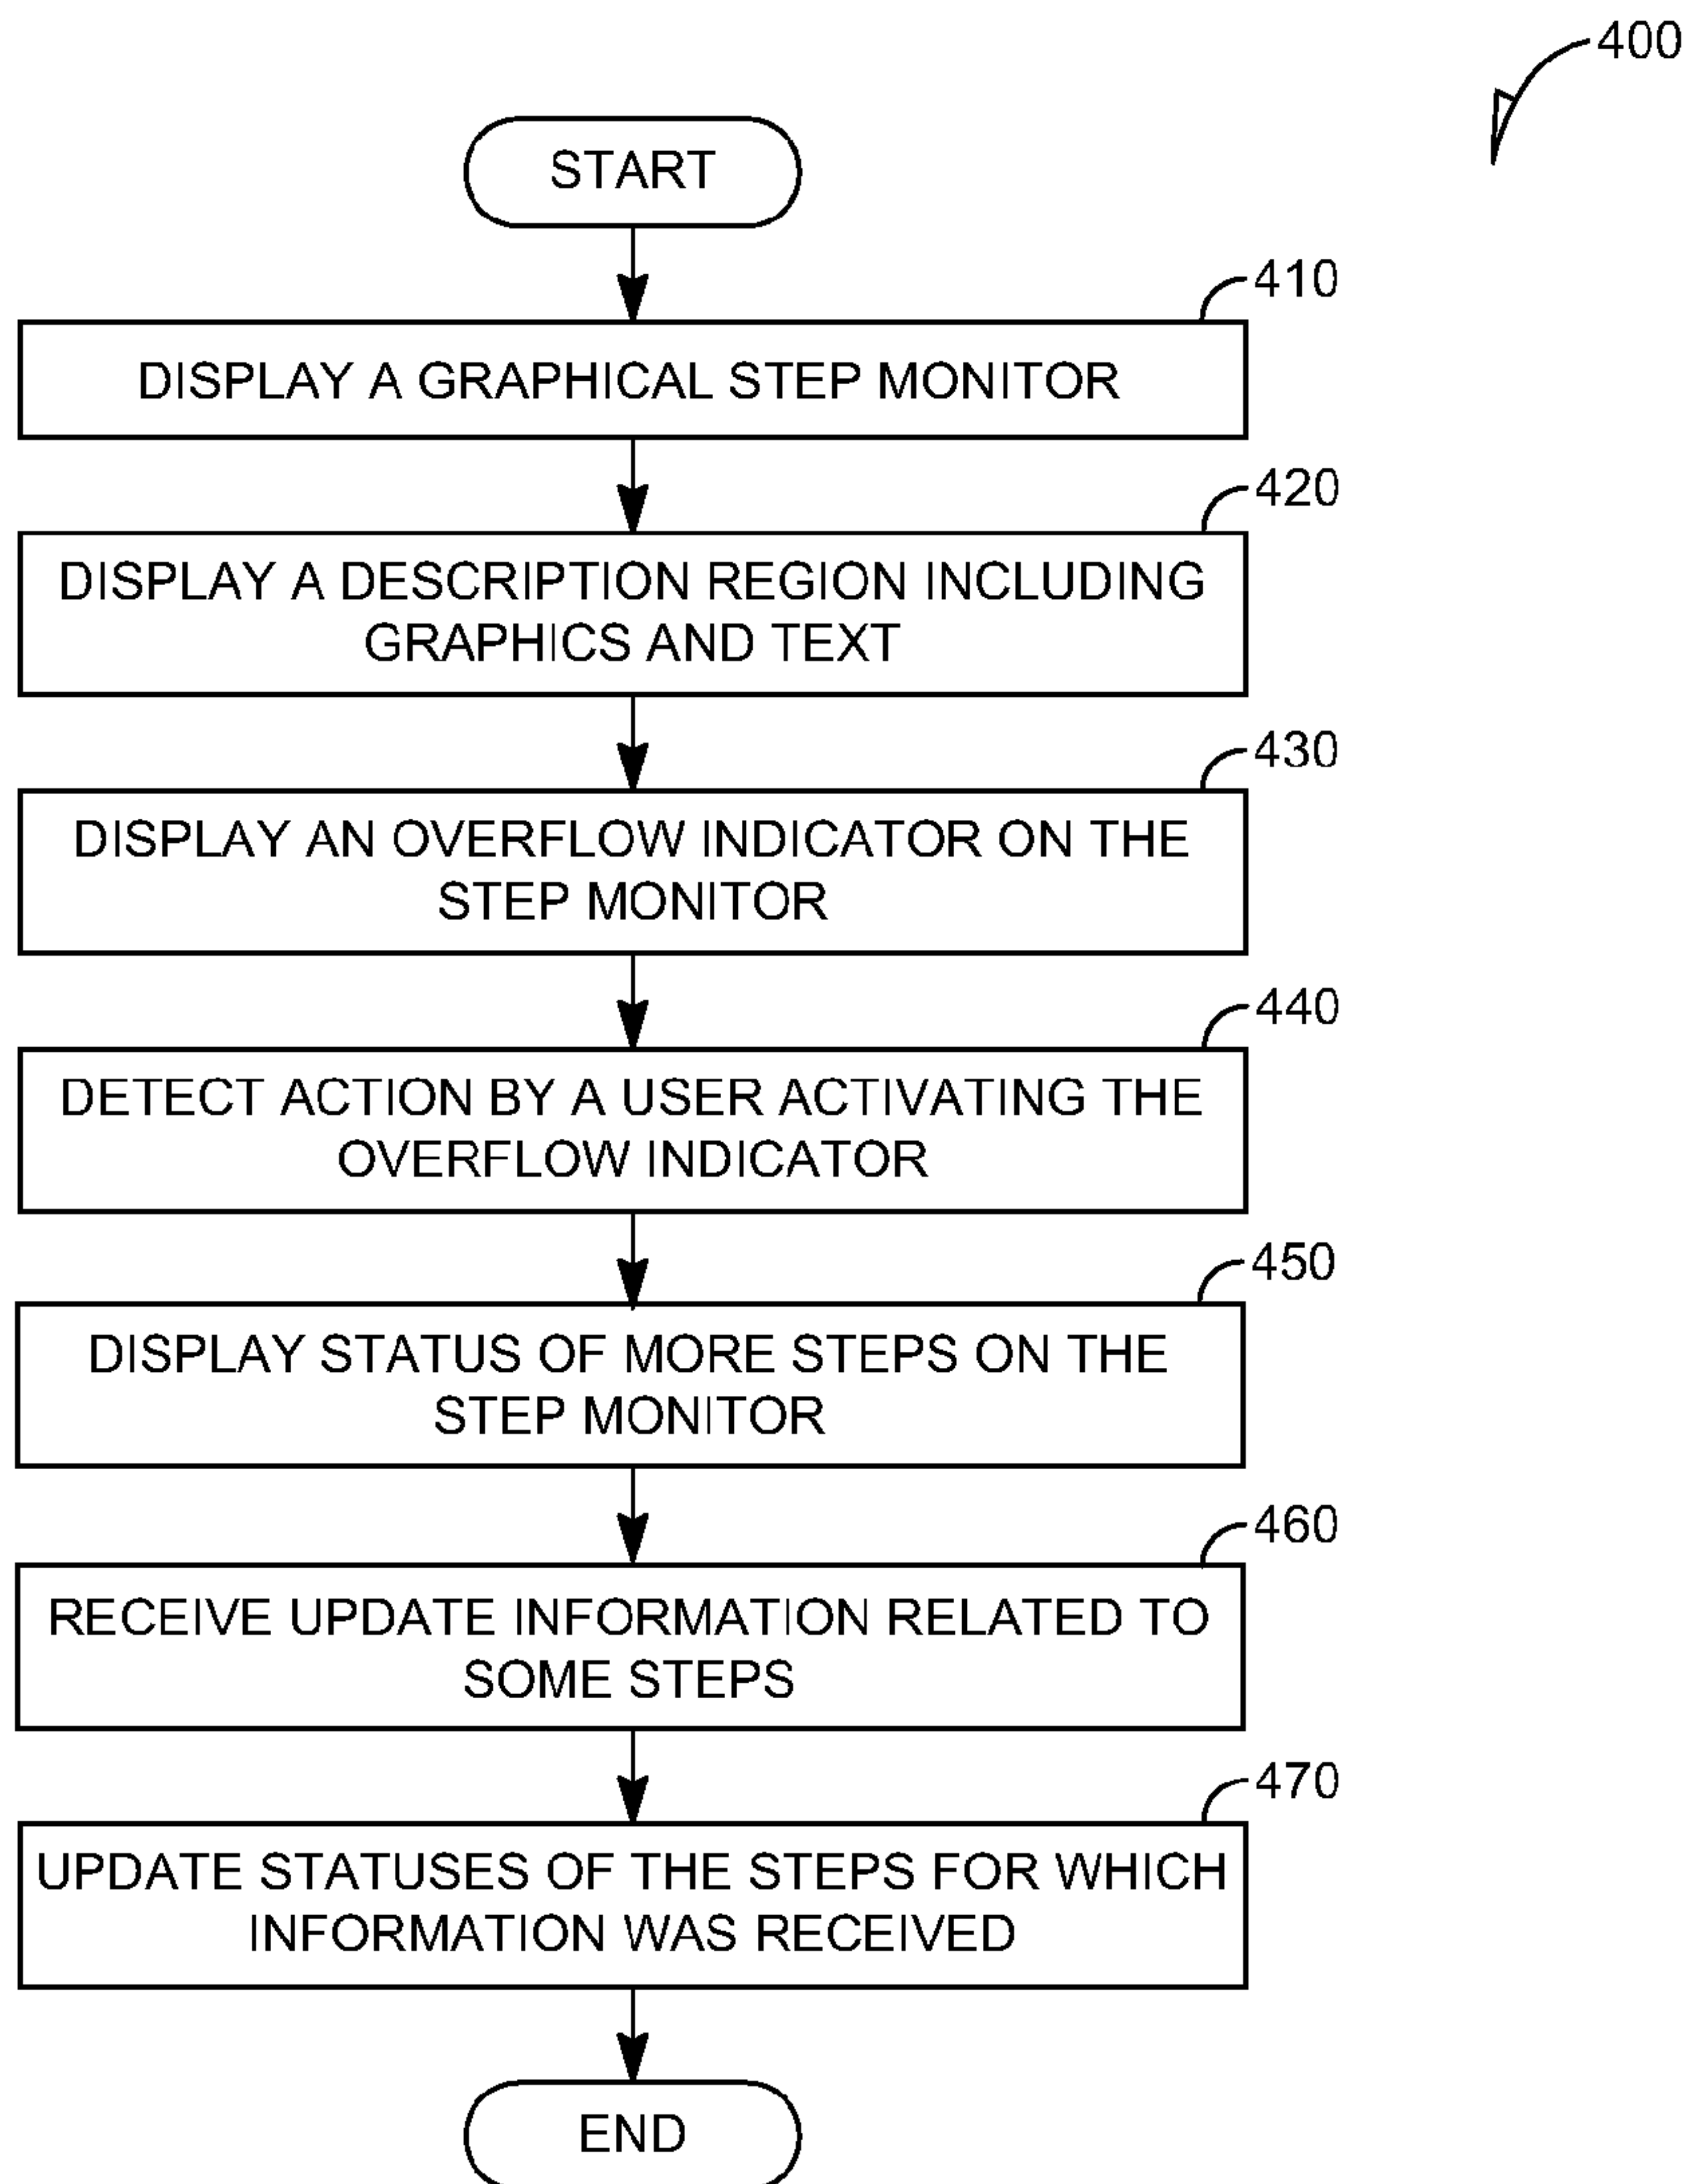 400
START
410
DISPLAY A GRAPHICAL STEP MONITOR
420
DISPLAY A DESCRIPTION REGION INCLUDING
GRAPHICS AND TEXT
430
DISPLAY AN OVERFLOW INDICATOR ON THE
STEP MONITOR
440
DETECT ACTION BY A USER ACTIVATING THE
OVERFLOW INDICATOR
450
DISPLAY STATUS OF MORE STEPS ON THE
STEP MONITOR
460
RECEIVE UPDATE INFORMATION RELATED TO
SOME STEPS
470
UPDATE STATUSES OF THE STEPS FOR WHICH
INFORMATION WAS RECEIVED
END